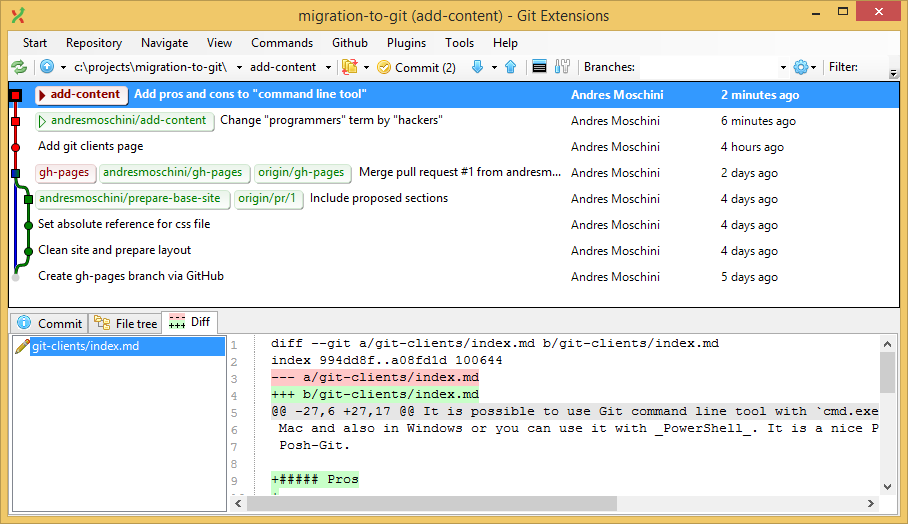 migration-to-git (add-content) - Git Extensions
Start Repository Navigate View Commands Github Plugins Tools Help
c:\projects\migration-to-git\ add-content Commit (2) Branches: Filter:
add-content Add pros and cons to "command line tool" Andres Moschini 2 minutes ago
andresmoschini/add-content Change "programmers" term by "hackers" Andres Moschini 6 minutes ago
Add git clients page Andres Moschini 4 hours ago
gh-pages andresmoschini/gh-pages origin/gh-pages Merge pull request #1 from andresm... Andres Moschini 2 days ago
andresmoschini/prepare-base-site origin/pr/1 Include proposed sections Andres Moschini 4 days ago
Set absolute reference for css file Andres Moschini 4 days ago
Clean site and prepare layout Andres Moschini 4 days ago
Create gh-pages branch via GitHub Andres Moschini 5 days ago
Commit File tree Diff
git-clients/index.md
1 diff --git a/git-clients/index.md b/git-clients/index.md
2 index 994dd8f..a08fd1d 100644
3 --- a/git-clients/index.md
4 +++ b/git-clients/index.md
5 @@ -27,6 +27,17 @@ It is possible to use Git command line tool with `cmd.exe
6 Mac and also in Windows or you can use it with _PowerShell_. It is a nice P
7 Posh-Git.
8
9 +##### Pros